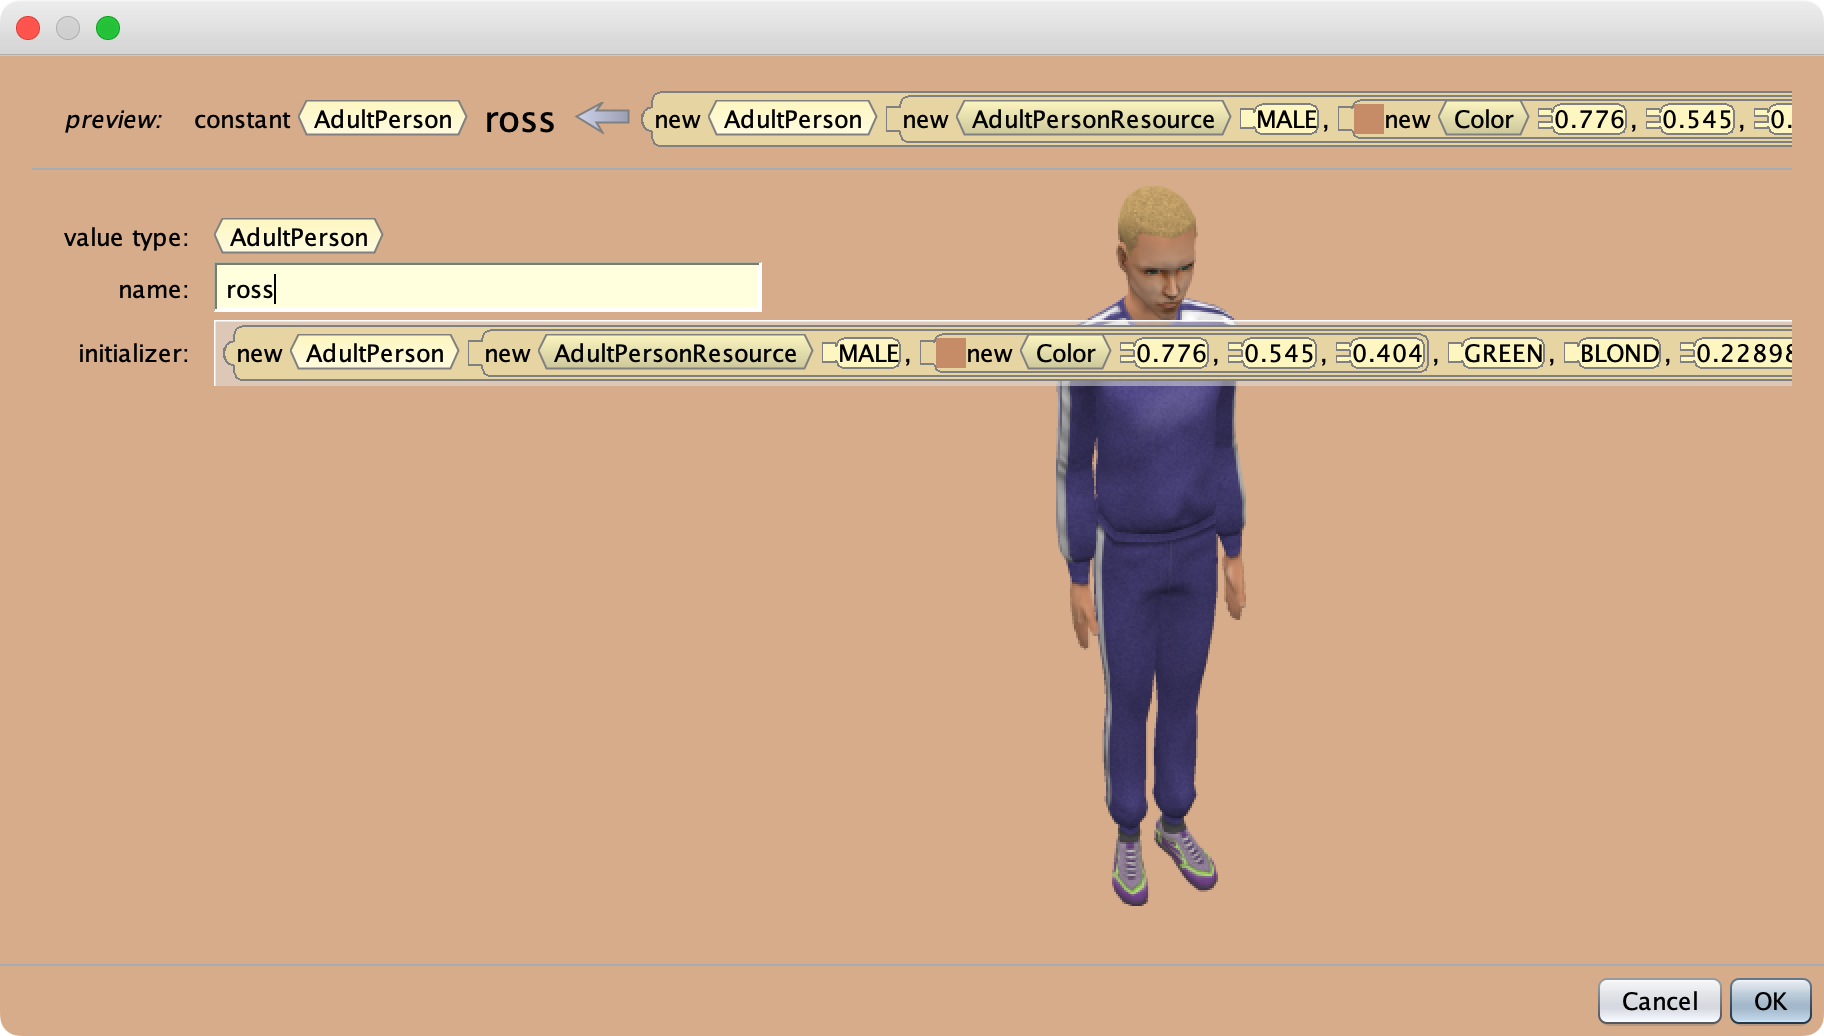 preview: constant AdultPerson ross new AdultPerson new AdultPersonResource MALE, new Color 0.776, 0.545, 0.
value type: AdultPerson
name: ross
initializer: new AdultPerson new AdultPersonResource MALE, new Color 0.776, 0.545, 0.404, GREEN, BLOND, 0.22898
Cancel OK